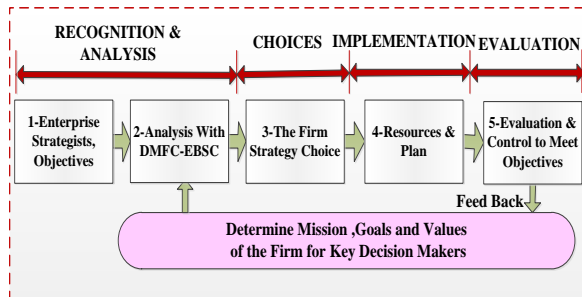 RECOGNITION &
ANALYSIS
CHOICES
IMPLEMENTATION
EVALUATION
1-Enterprise
Strategists,
Objectives
2-Analysis With
DMFC-EBSC
3-The Firm
Strategy Choice
4-Resources &
Plan
5-Evaluation &
Control to Meet
Objectives
Feed Back
Determine Mission ,Goals and Values
of the Firm for Key Decision Makers